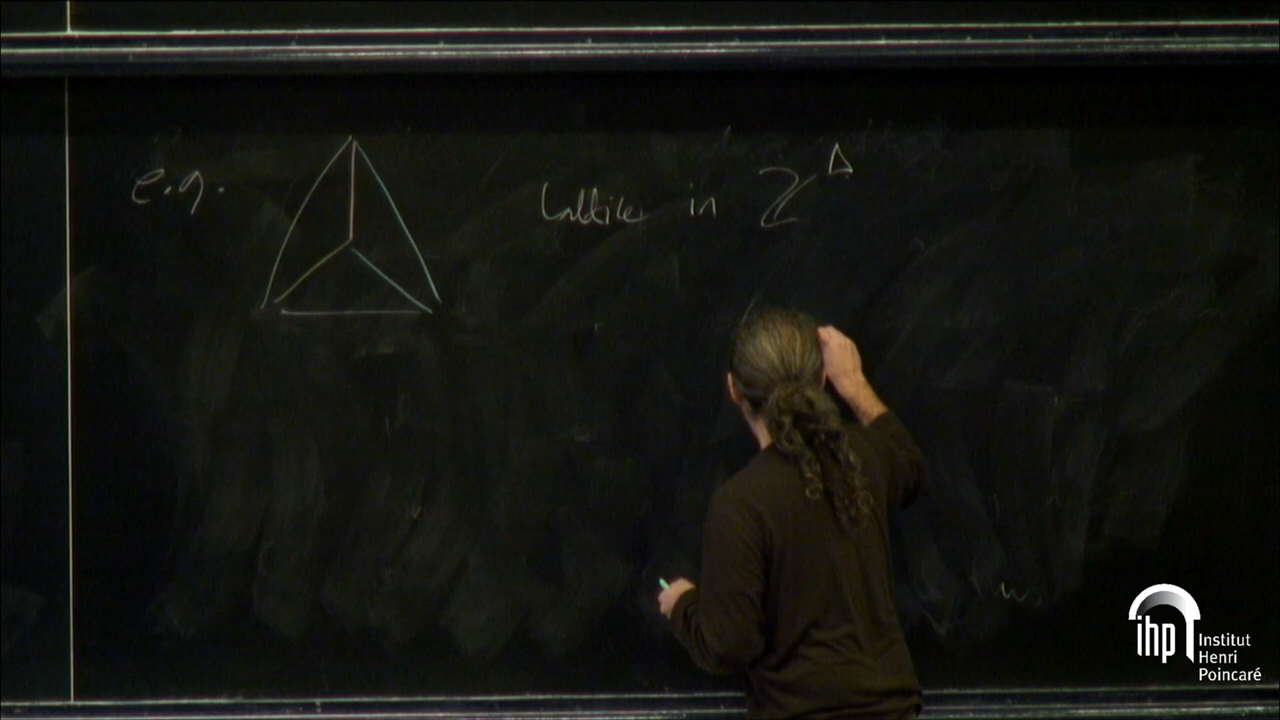 e.g.
Lattice in ℤ^Δ
ihp
Institut
Henri
Poincaré